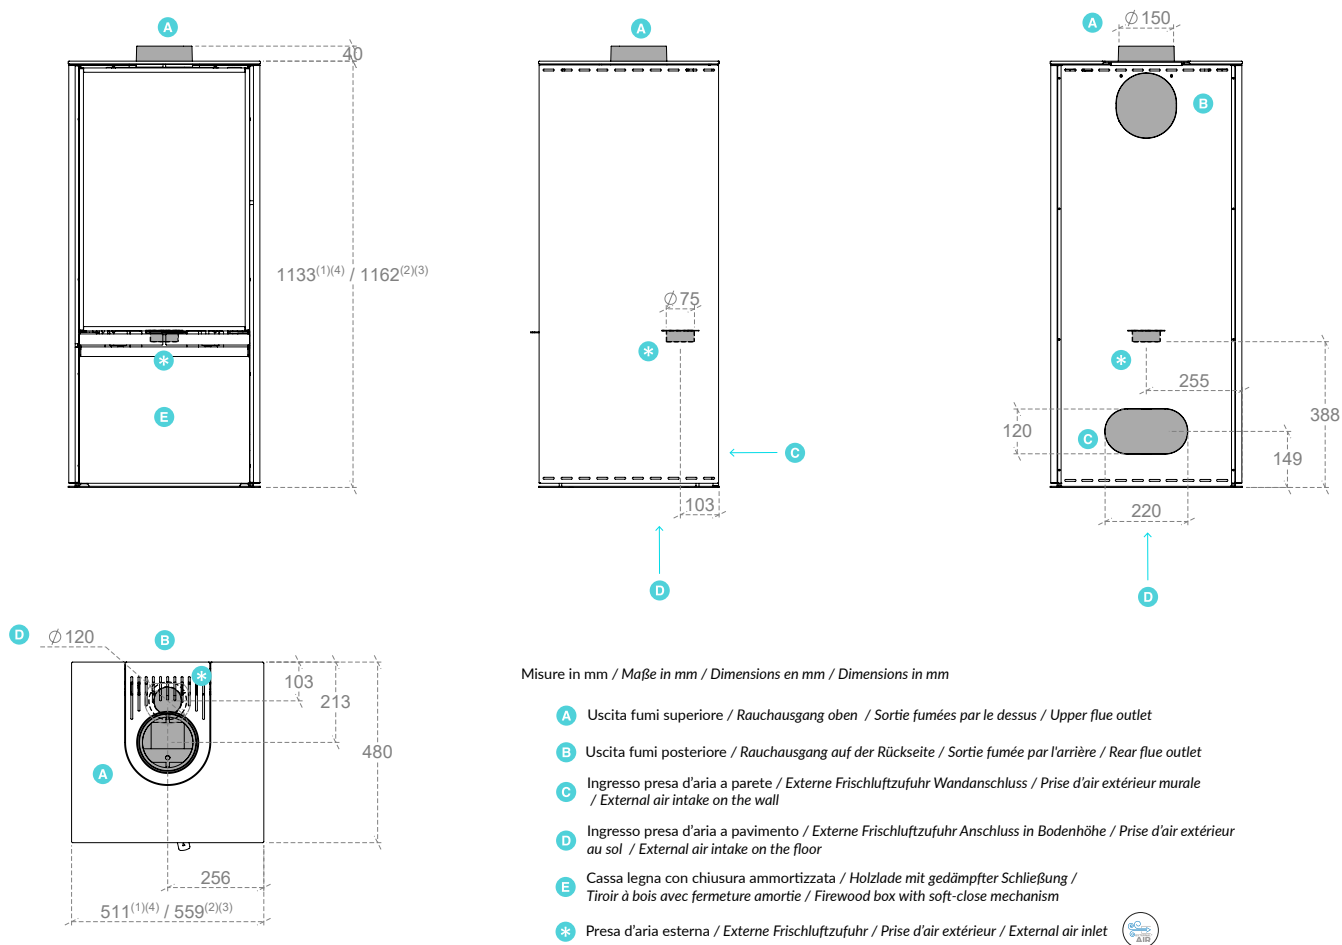 A
40
1133(1)(4) / 1162(2)(3)
*
E
A
Ø 75
*
C
103
D
A
Ø 150
B
*
255
388
120
C
149
220
D
D
Ø 120
B
*
103
213
480
A
256
511(1)(4) / 559(2)(3)
Misure in mm / Maße in mm / Dimensions en mm / Dimensions in mm
A Uscita fumi superiore / Rauchausgang oben / Sortie fumées par le dessus / Upper flue outlet
B Uscita fumi posteriore / Rauchausgang auf der Rückseite / Sortie fumée par l'arrière / Rear flue outlet
C Ingresso presa d'aria a parete / Externe Frischluftzufuhr Wandanschluss / Prise d'air extérieur murale
/ External air intake on the wall
D Ingresso presa d'aria a pavimento / Externe Frischluftzufuhr Anschluss in Bodenhöhe / Prise d'air extérieur
au sol / External air intake on the floor
E Cassa legna con chiusura ammortizzata / Holzlade mit gedämpfter Schließung /
Tiroir à bois avec fermeture amortie / Firewood box with soft-close mechanism
* Presa d'aria esterna / Externe Frischluftzufuhr / Prise d'air extérieur / External air inlet
AIR